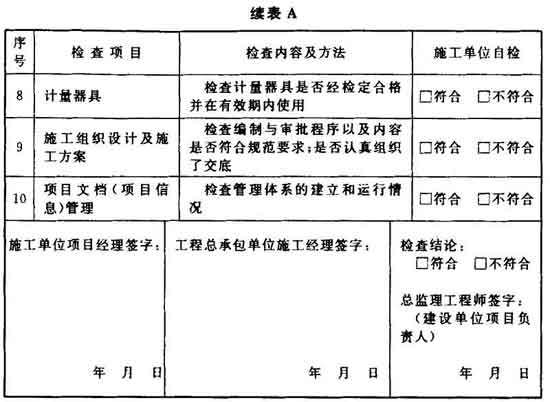 续表 A
序号 检查项目 检查内容及方法 施工单位自检
8 计量器具 检查计量器具是否经检定合格
并在有效期内使用 □符合 □不符合
9 施工组织设计及施
工方案 检查编制与审批程序以及内容
是否符合规范要求;是否认真组织
了交底 □符合 □不符合
10 项目文档(项目信
息)管理 检查管理体系的建立和运行情
况 □符合 □不符合
施工单位项目经理签字:
年 月 日
工程总承包单位施工经理签字:
年 月 日
检查结论:
□符合 □不符合
总监理工程师签字:
(建设单位项目负
责人)
年 月 日